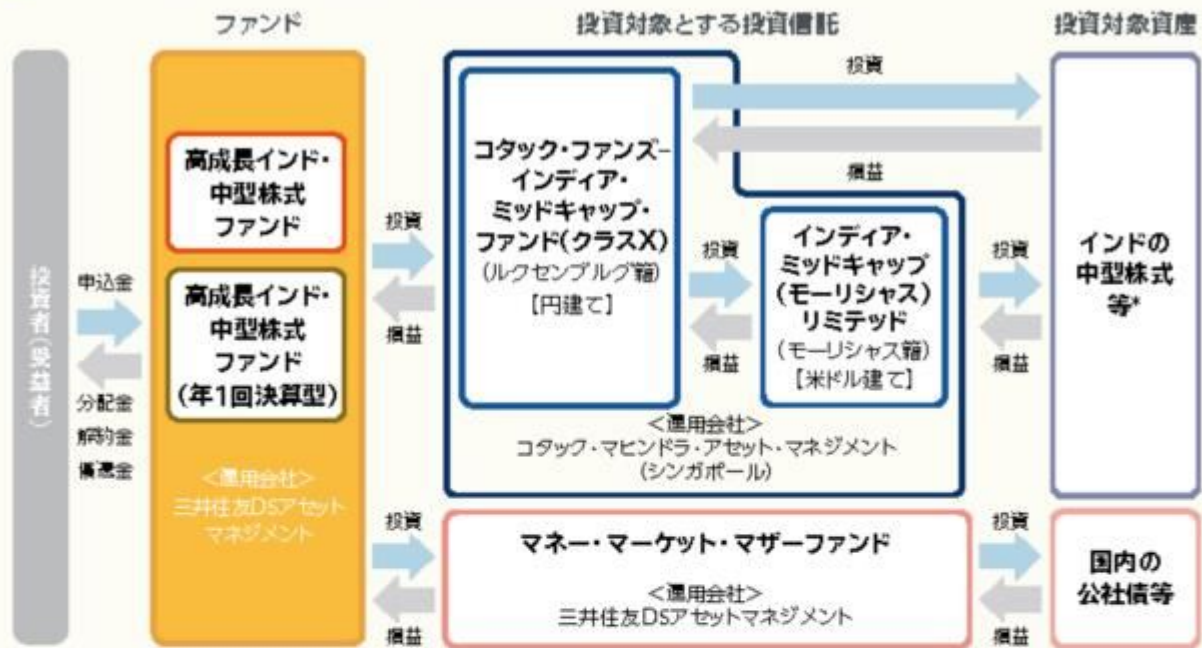 ファンド
投資対象とする投資信託
投資対象資産
投資者(受益者)
申込金
分配金
解約金
償還金
高成長インド・
中型株式
ファンド
高成長インド・
中型株式
ファンド
(年1回決算型)
<運用会社>
三井住友DSアセット
マネジメント
投資
損益
コタック・ファンズ–
インディア・
ミッドキャップ・
ファンド(クラスX)
(ルクセンブルグ籍)
【円建て】
投資
損益
投資
損益
インディア・
ミッドキャップ
(モーリシャス)
リミテッド
(モーリシャス籍)
【米ドル建て】
<運用会社>
コタック・マヒンドラ・アセット・マネジメント
(シンガポール)
投資
損益
インドの
中型株式
等*
投資
損益
マネー・マーケット・マザーファンド
<運用会社>
三井住友DSアセットマネジメント
投資
損益
国内の
公社債等